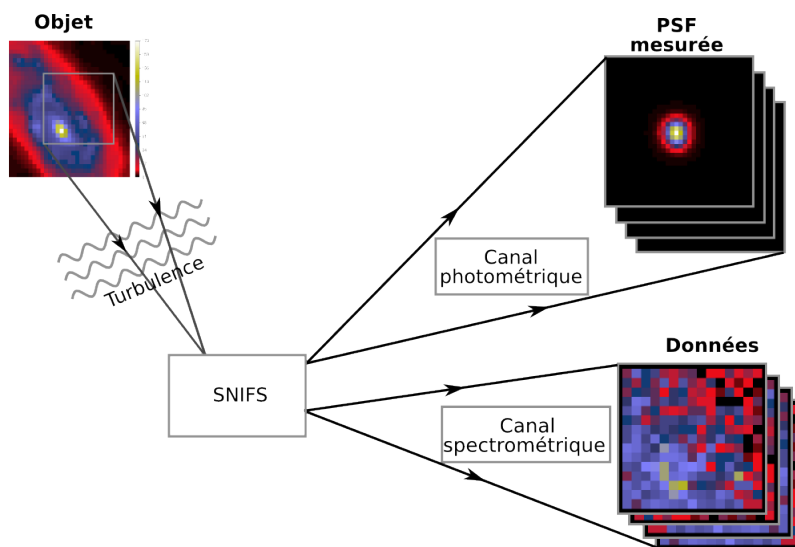 Objet
PSF
mesurée
Turbulence
Canal
photométrique
SNIFS
Données
Canal
spectrométrique